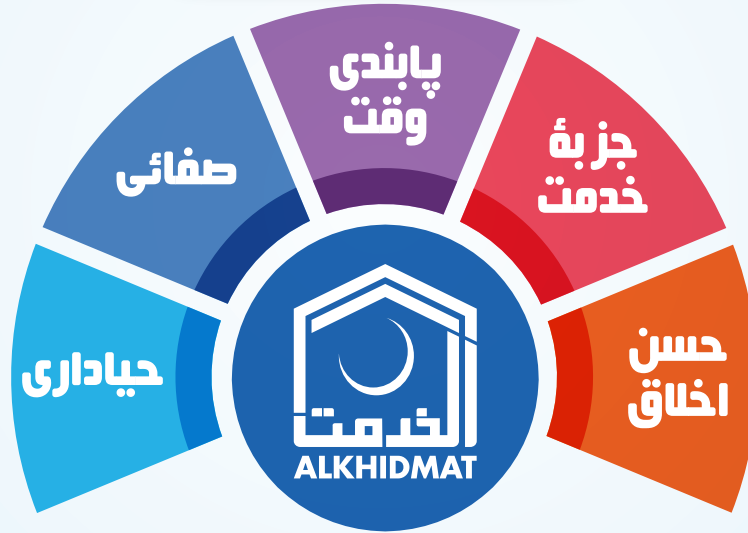 حسن
اخلاق
جزبۂ
خدمت
پابندی
وقت
صفائی
حیاداری
الخدمت
ALKHIDMAT